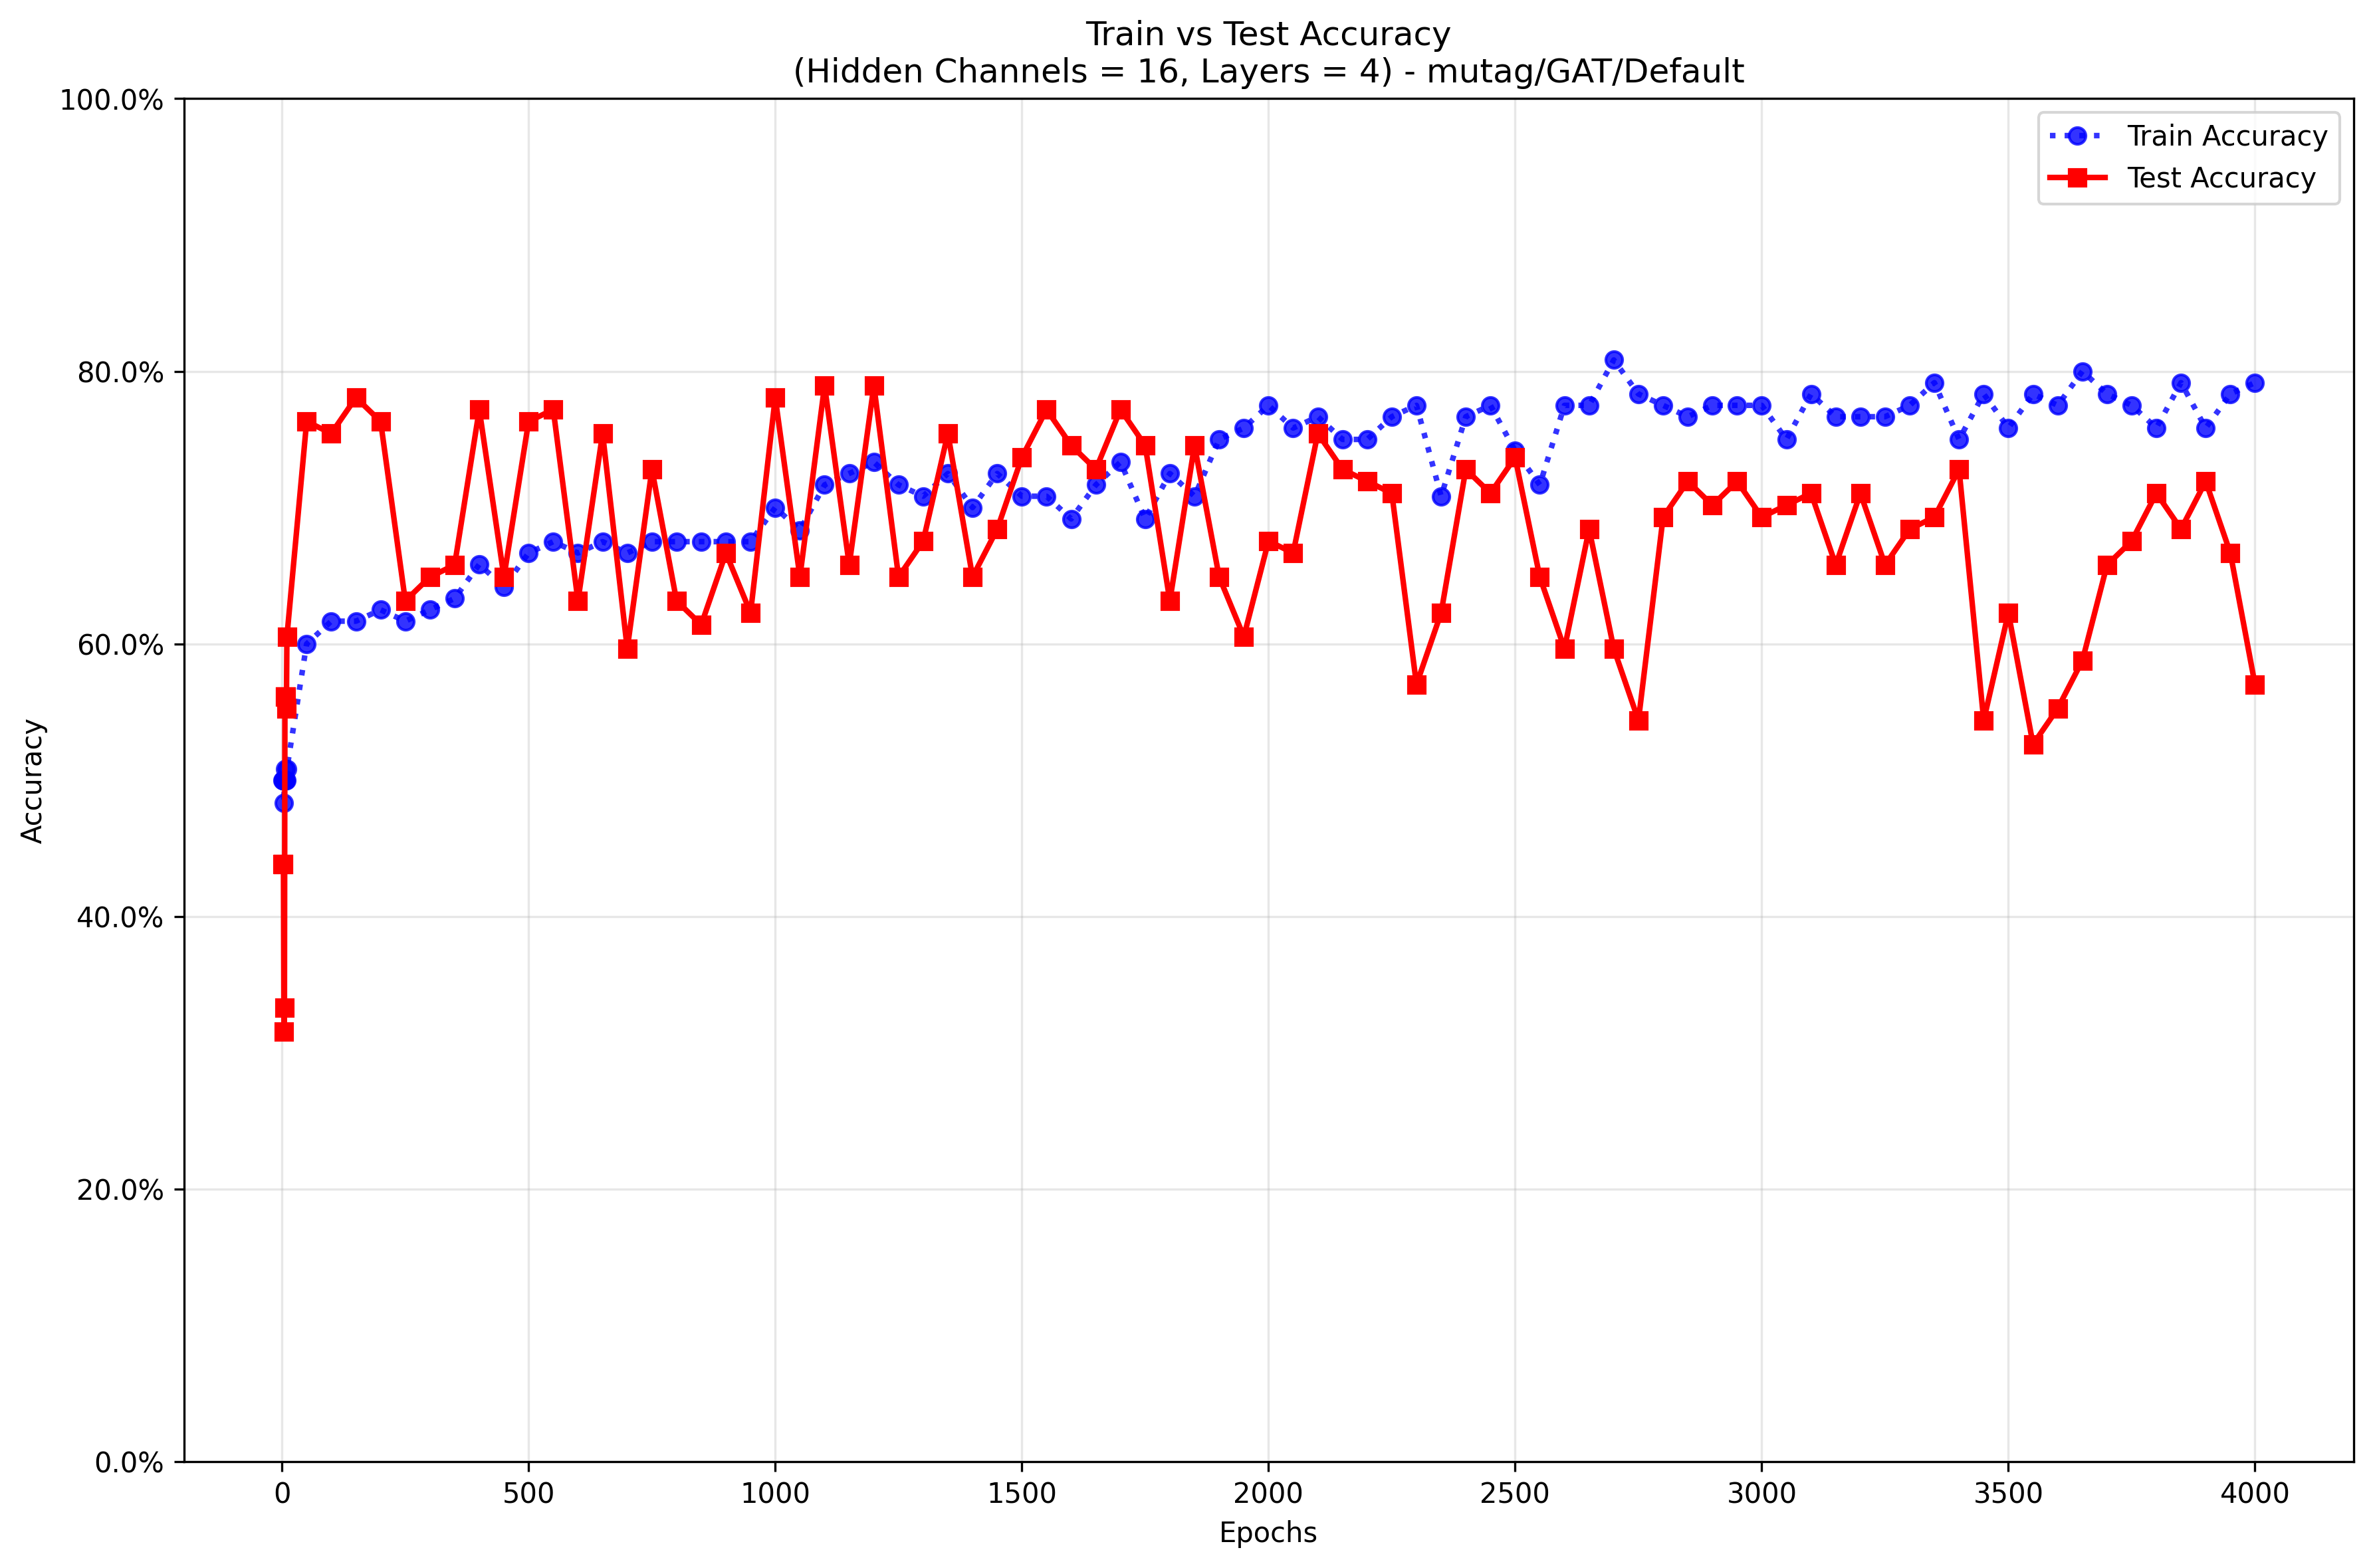 Train vs Test Accuracy
(Hidden Channels = 16, Layers = 4) - mutag/GAT/Default
Train Accuracy
Test Accuracy
100.0%
80.0%
60.0%
40.0%
20.0%
0.0%
Accuracy
0 500 1000 1500 2000 2500 3000 3500 4000
Epochs